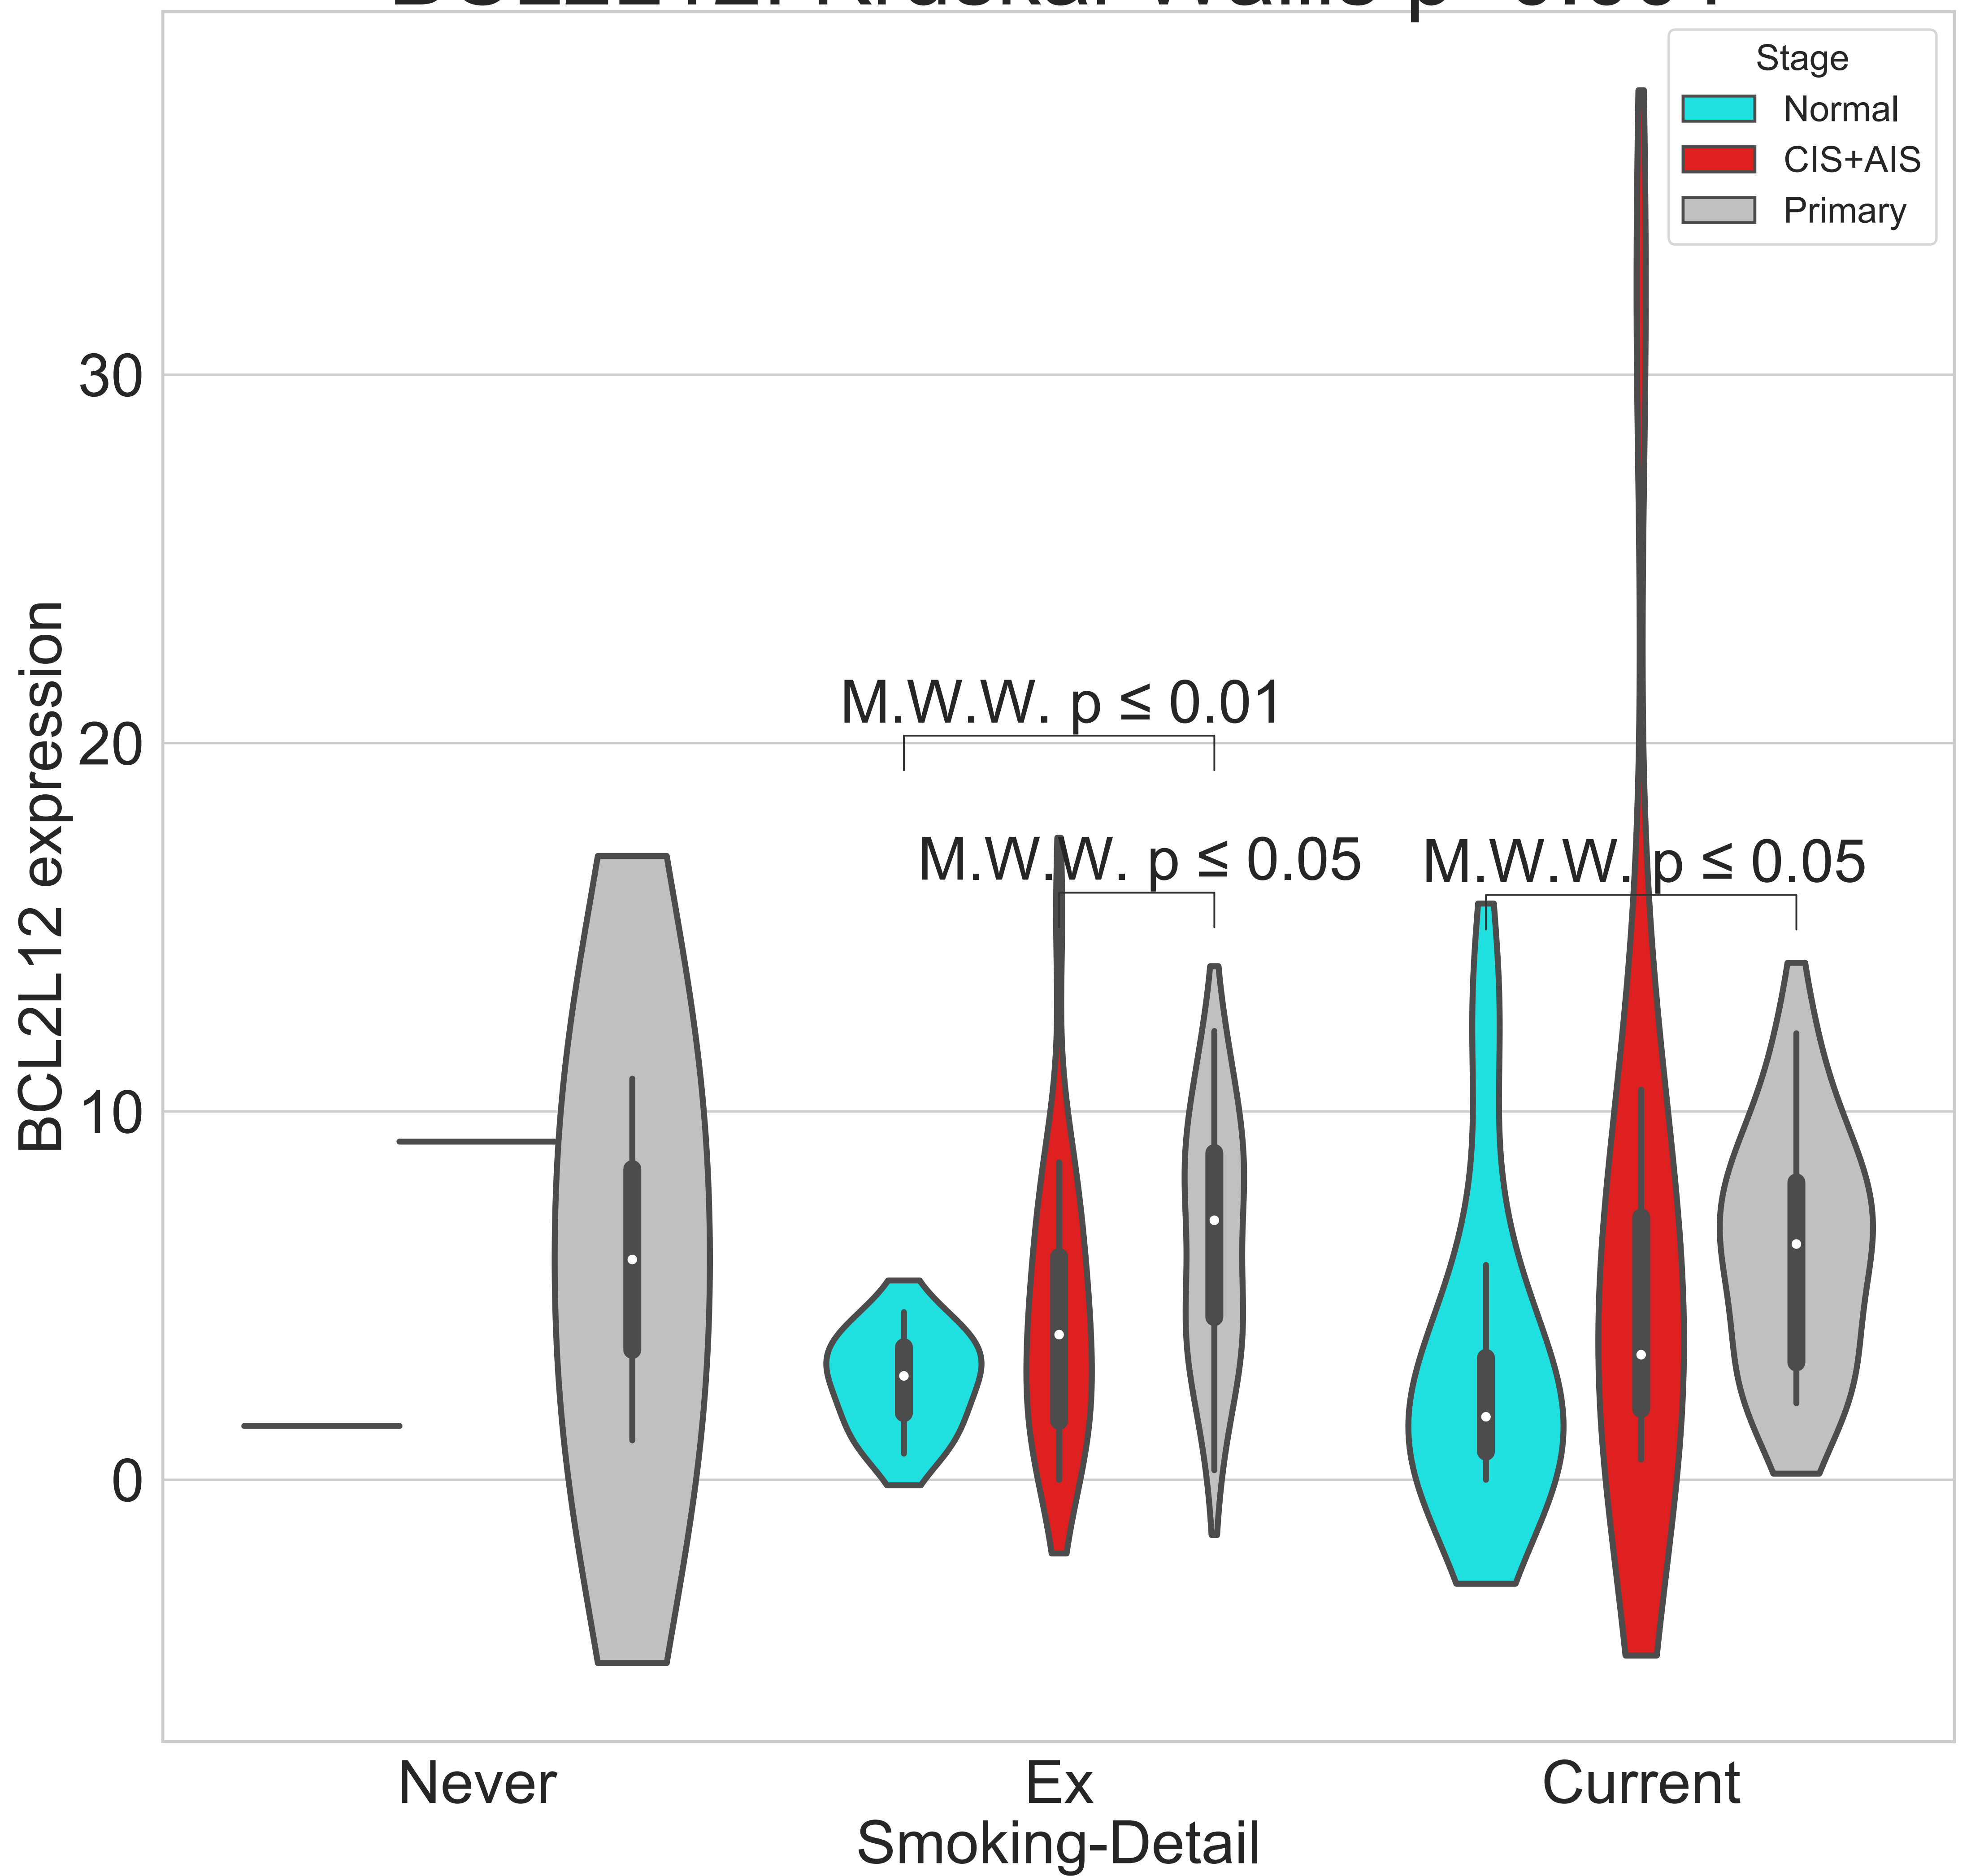 Stage
Normal
CIS+AIS
Primary
30
20
10
0
BCL2L12 expression
M.W.W. p ≤ 0.01
M.W.W. p ≤ 0.05
M.W.W. p ≤ 0.05
Never
Ex
Current
Smoking-Detail